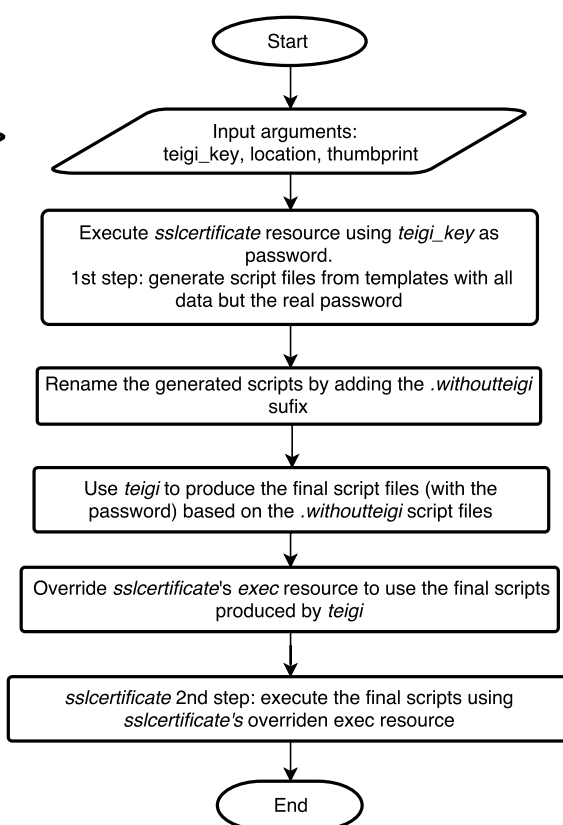 Start
Input arguments:
teigi_key, location, thumbprint
Execute sslcertificate resource using teigi_key as
password.
1st step: generate script files from templates with all
data but the real password
Rename the generated scripts by adding the .withoutteigi
sufix
Use teigi to produce the final script files (with the
password) based on the .withoutteigi script files
Override sslcertificate's exec resource to use the final scripts
produced by teigi
sslcertificate 2nd step: execute the final scripts using
sslcertificate's overriden exec resource
End